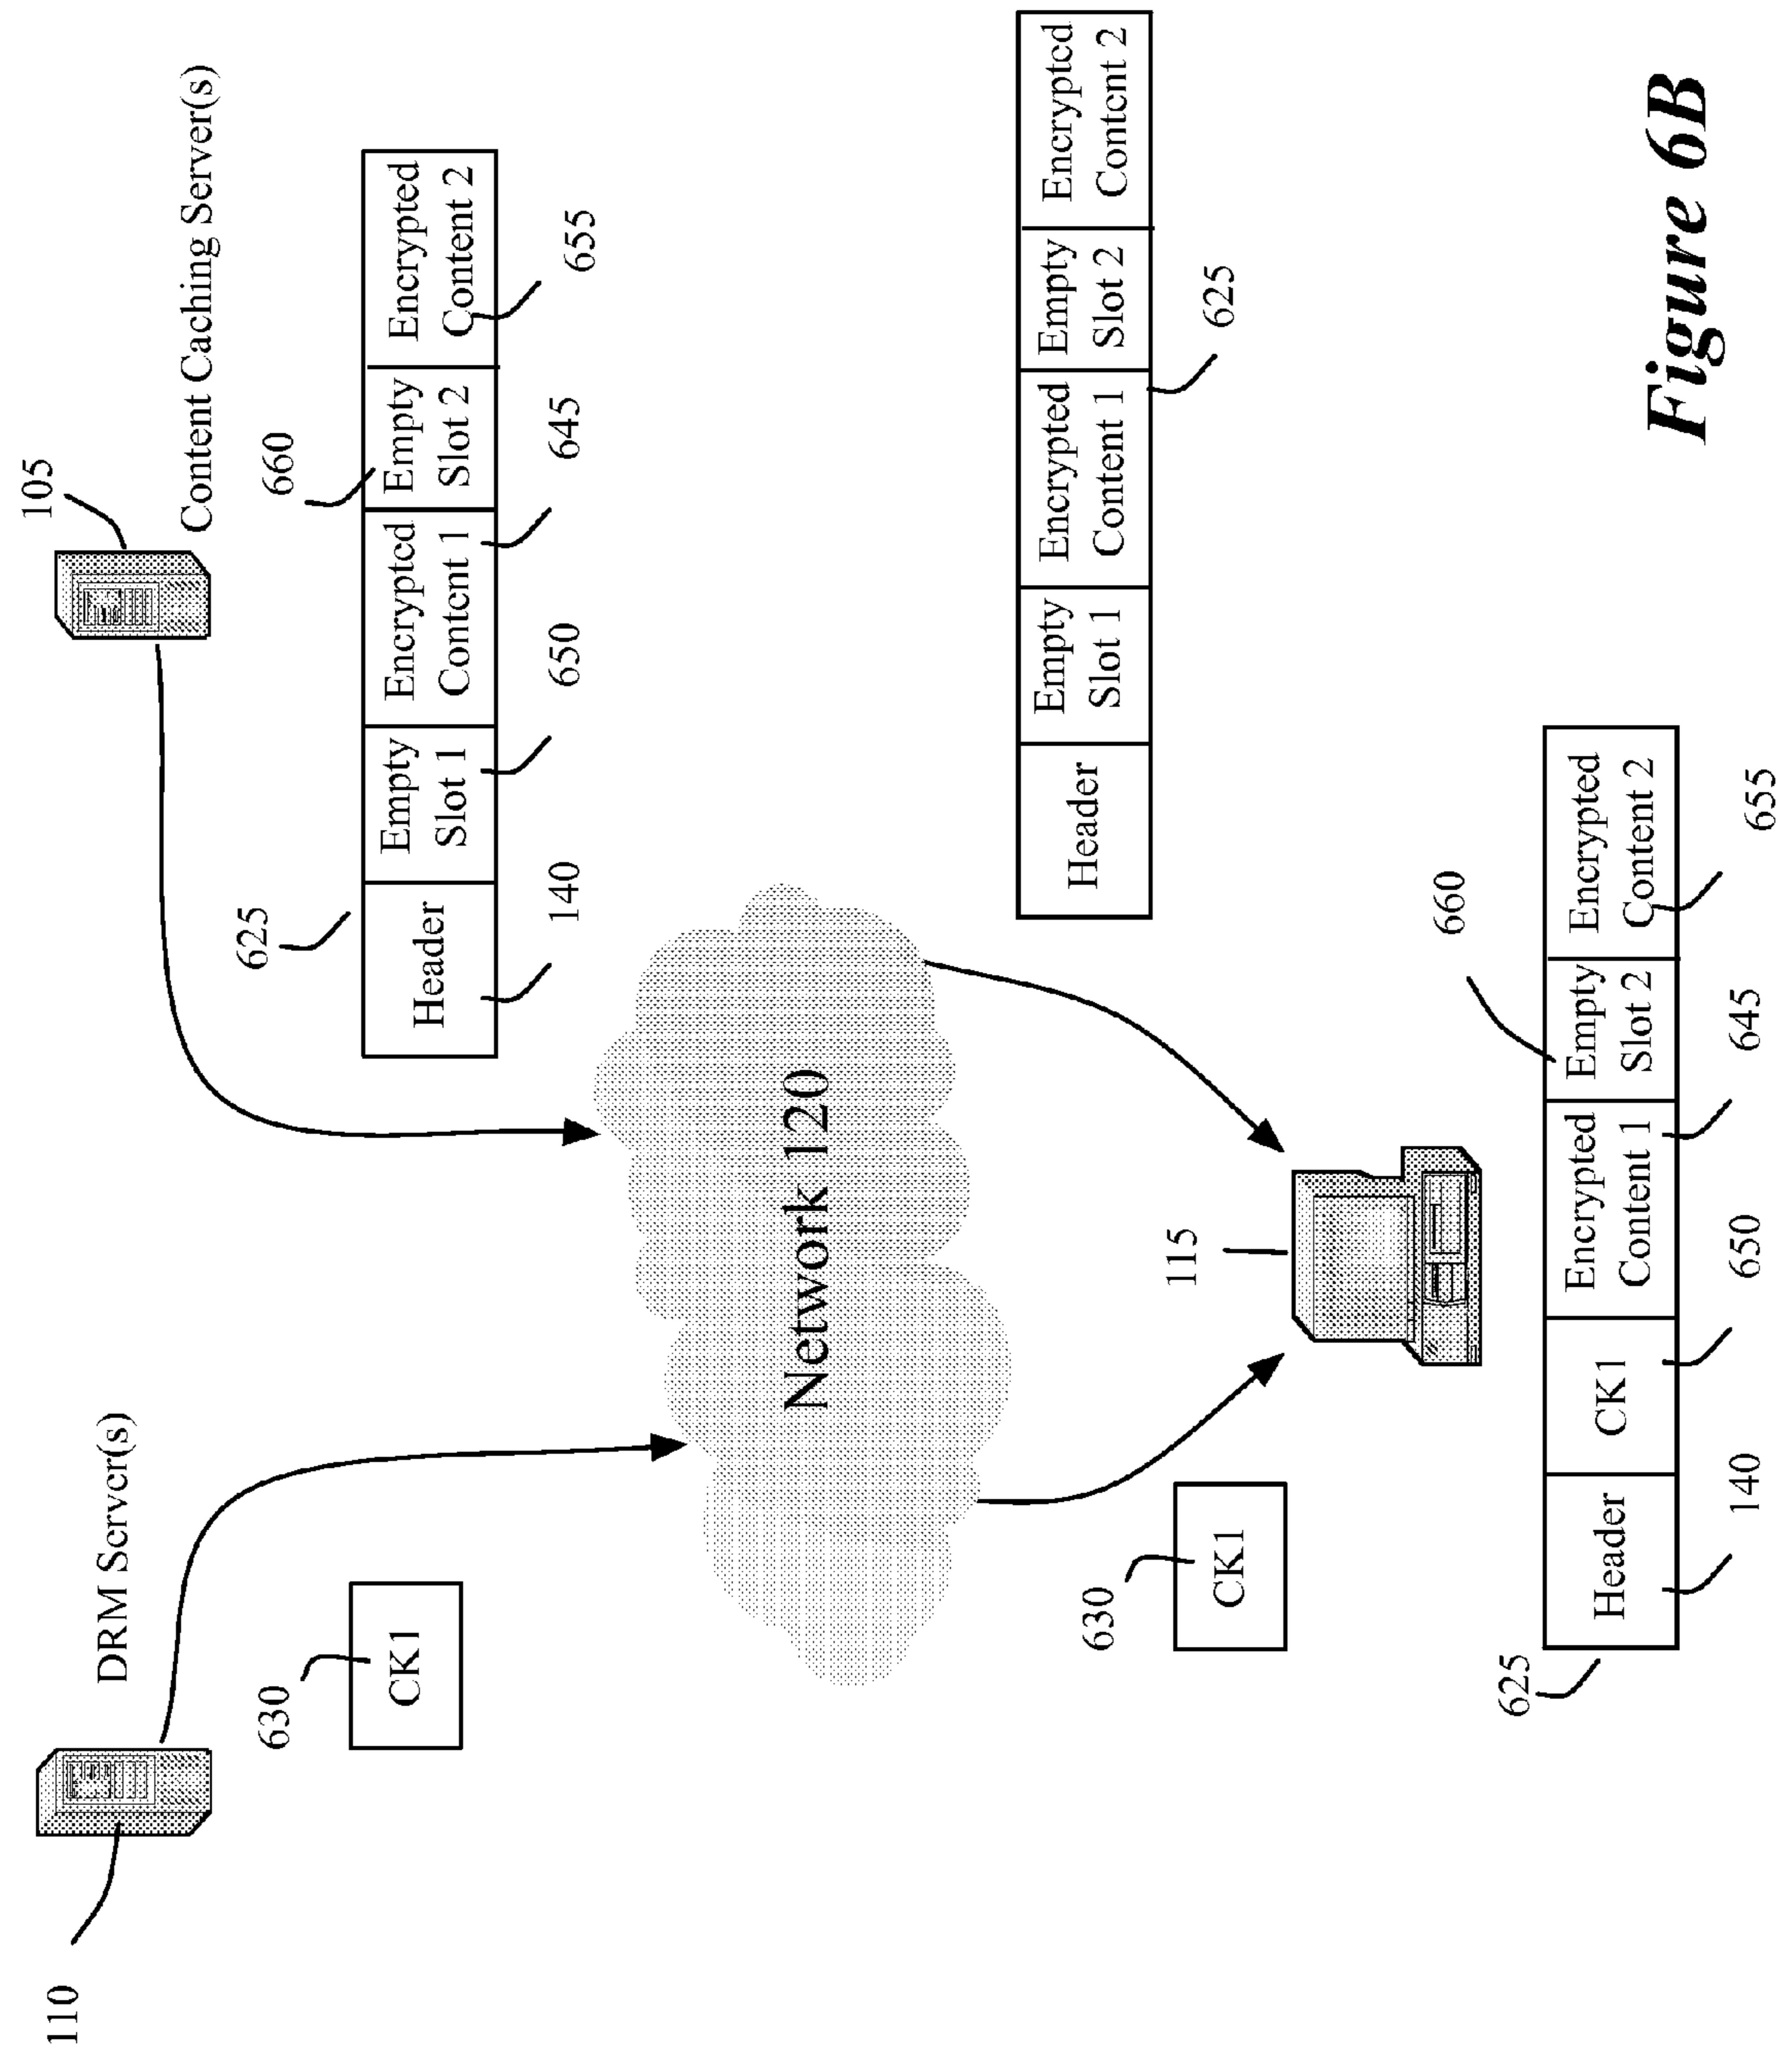 105
Content Caching Server(s)
DRM Server(s)
110
625
660
Header
Empty
Slot 1
Encrypted
Content 1
Empty
Slot 2
Encrypted
Content 2
140
650
645
655
630
CK1
Network 120
Header
Empty
Slot 1
Encrypted
Content 1
Empty
Slot 2
Encrypted
Content 2
625
630
CK1
115
625
660
Header
CK1
Encrypted
Content 1
Empty
Slot 2
Encrypted
Content 2
140
650
645
655
Figure 6B